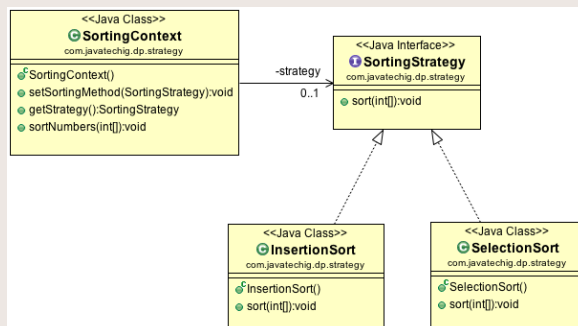 <<Java Class>>
SortingContext
com.javatechig.dp.strategy
SortingContext()
setSortingMethod(SortingStrategy):void
getStrategy():SortingStrategy
sortNumbers(int[]):void
-strategy
0..1
<<Java Interface>>
SortingStrategy
com.javatechig.dp.strategy
sort(int[]):void
<<Java Class>>
InsertionSort
com.javatechig.dp.strategy
InsertionSort()
sort(int[]):void
<<Java Class>>
SelectionSort
com.javatechig.dp.strategy
SelectionSort()
sort(int[]):void